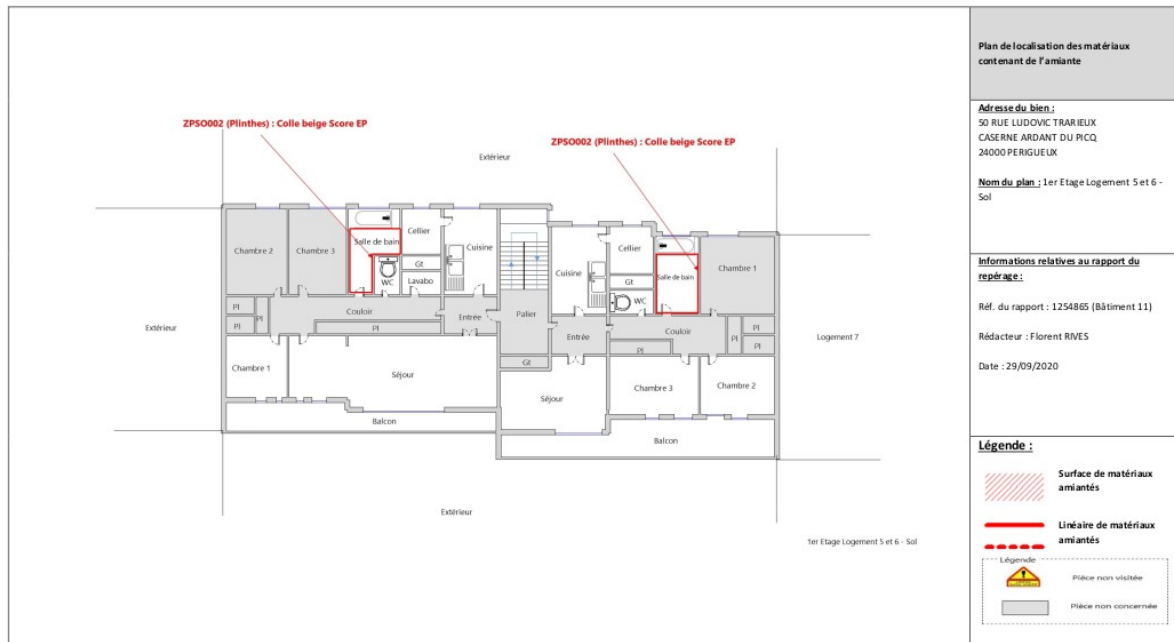 Plan de localisation des matériaux
contenant de l'amiante
Adresse du bien :
50 RUE LUDOVIC TRARIEUX
CASERNE ARDANT DU PICQ
24000 PERIGUEUX
Nom du plan : 1er Etage Logement 5 et 6 -
Sol
Informations relatives au rapport du
repérage :
Réf. du rapport : 1254865 (Bâtiment 11)
Rédacteur : Florent RIVES
Date : 29/09/2020
Légende :
Surface de matériaux
amiantés
Linéaire de matériaux
amiantés
Légende
Pièce non visitée
Pièce non concernée
ZPSO002 (Plinthes) : Colle beige Score EP
ZPSO002 (Plinthes) : Colle beige Score EP
Extérieur
Chambre 2
Chambre 3
Salle de bain
Cellier
Cuisine
Gt
WC
Lavabo
Cuisine
Cellier
Gt
WC
Salle de bain
Chambre 1
Pl
Pl
Pl
Couloir
Pl
Entrée
Palier
Entrée
Couloir
Pl
Pl
Pl
Pl
Extérieur
Logement 7
Gt
Chambre 1
Séjour
Séjour
Chambre 3
Chambre 2
Balcon
Balcon
Extérieur
1er Etage Logement 5 et 6 - Sol